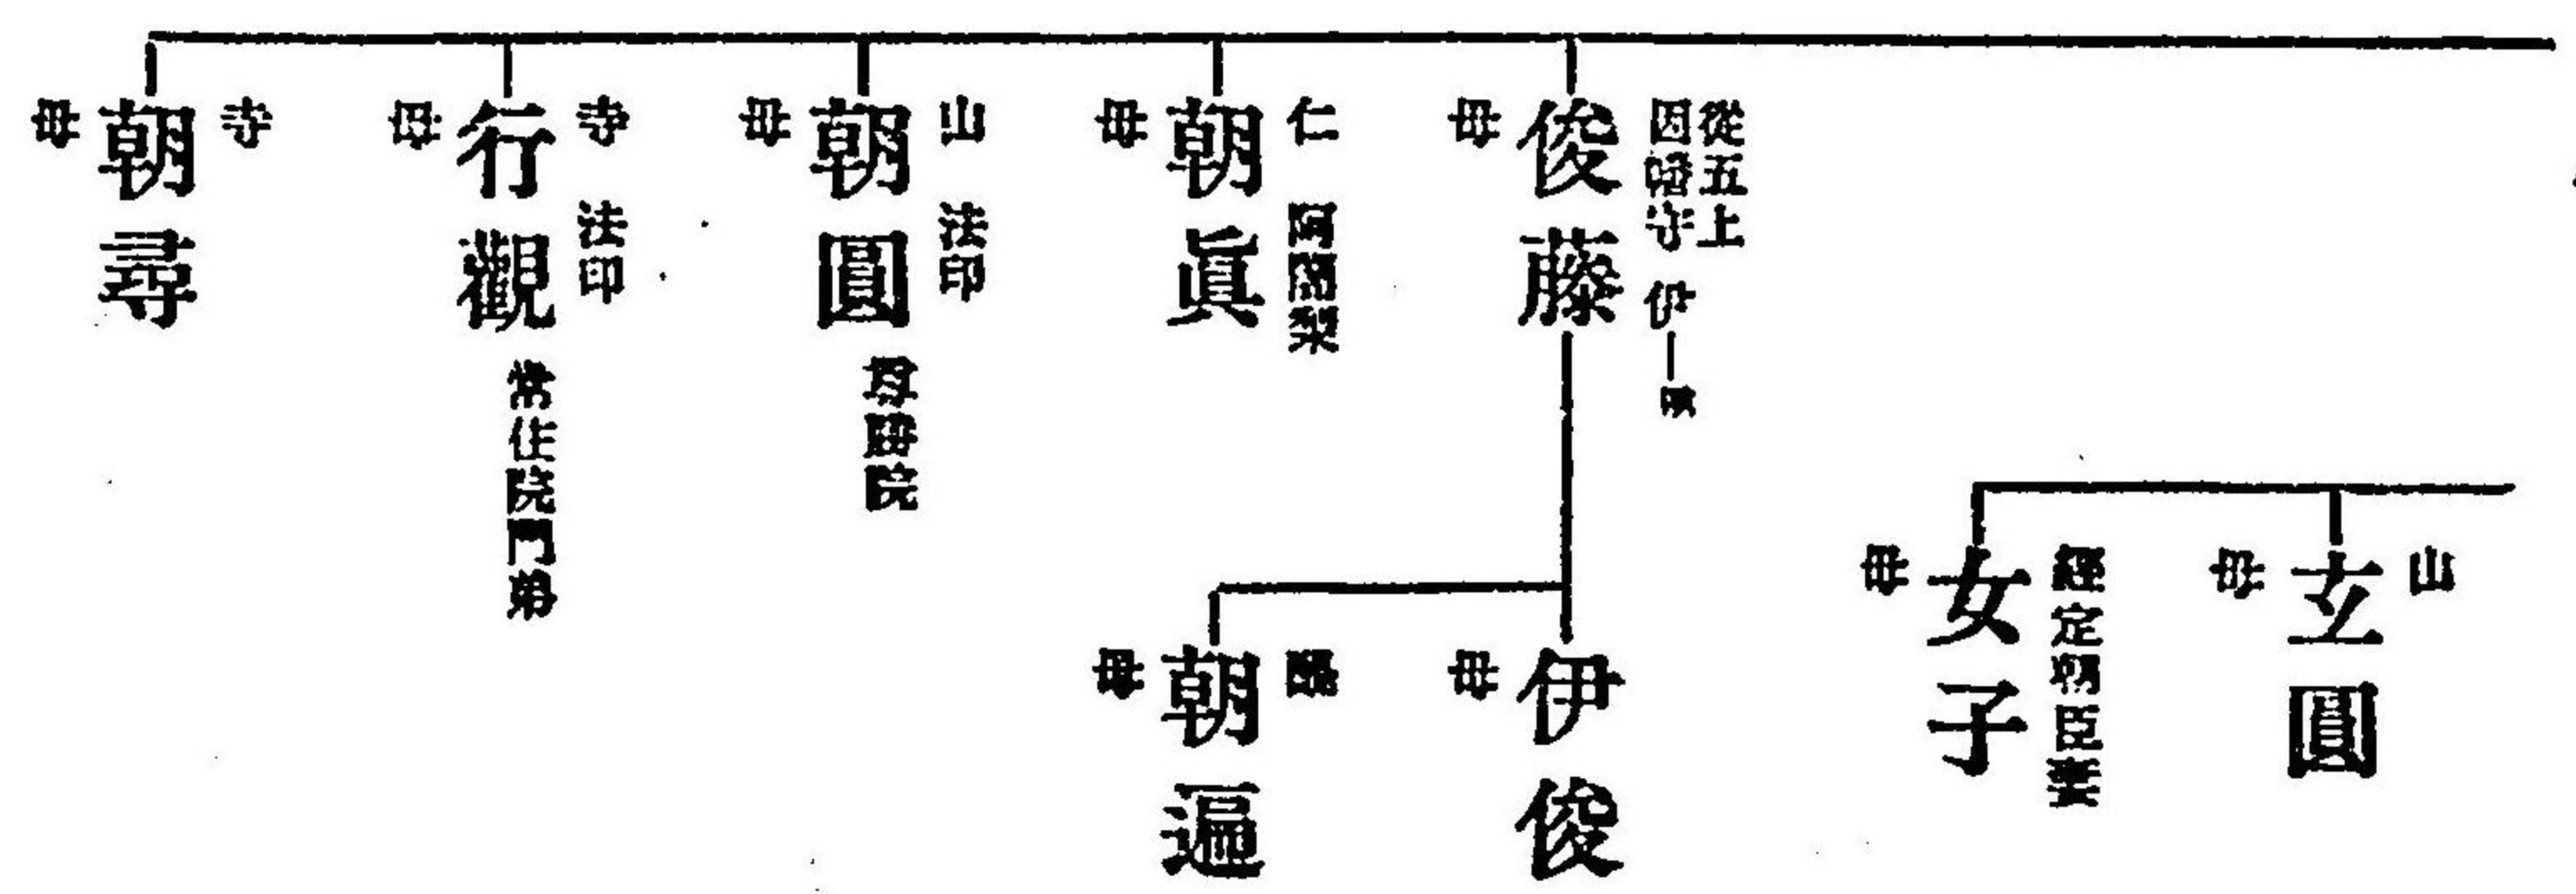 山
玄圓
母
經定朝臣妻
女子
母
從五上
因幡守 伊—
俊藤
母
伊俊
母
醍
朝遍
母
仁 阿闍梨
朝眞
母
山 法印
朝圓 尊勝院
母
寺 法印
行觀 常住院門弟
母
寺
朝尋
母